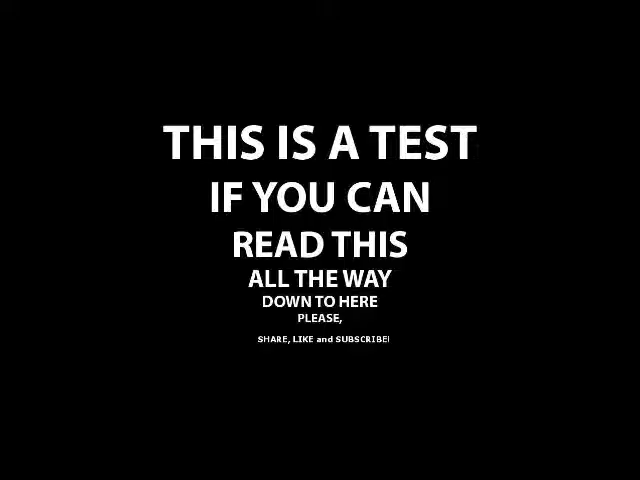 THIS IS A TEST
IF YOU CAN
READ THIS
ALL THE WAY
DOWN TO HERE
PLEASE,
SHARE, LIKE and SUBSCRIBE!